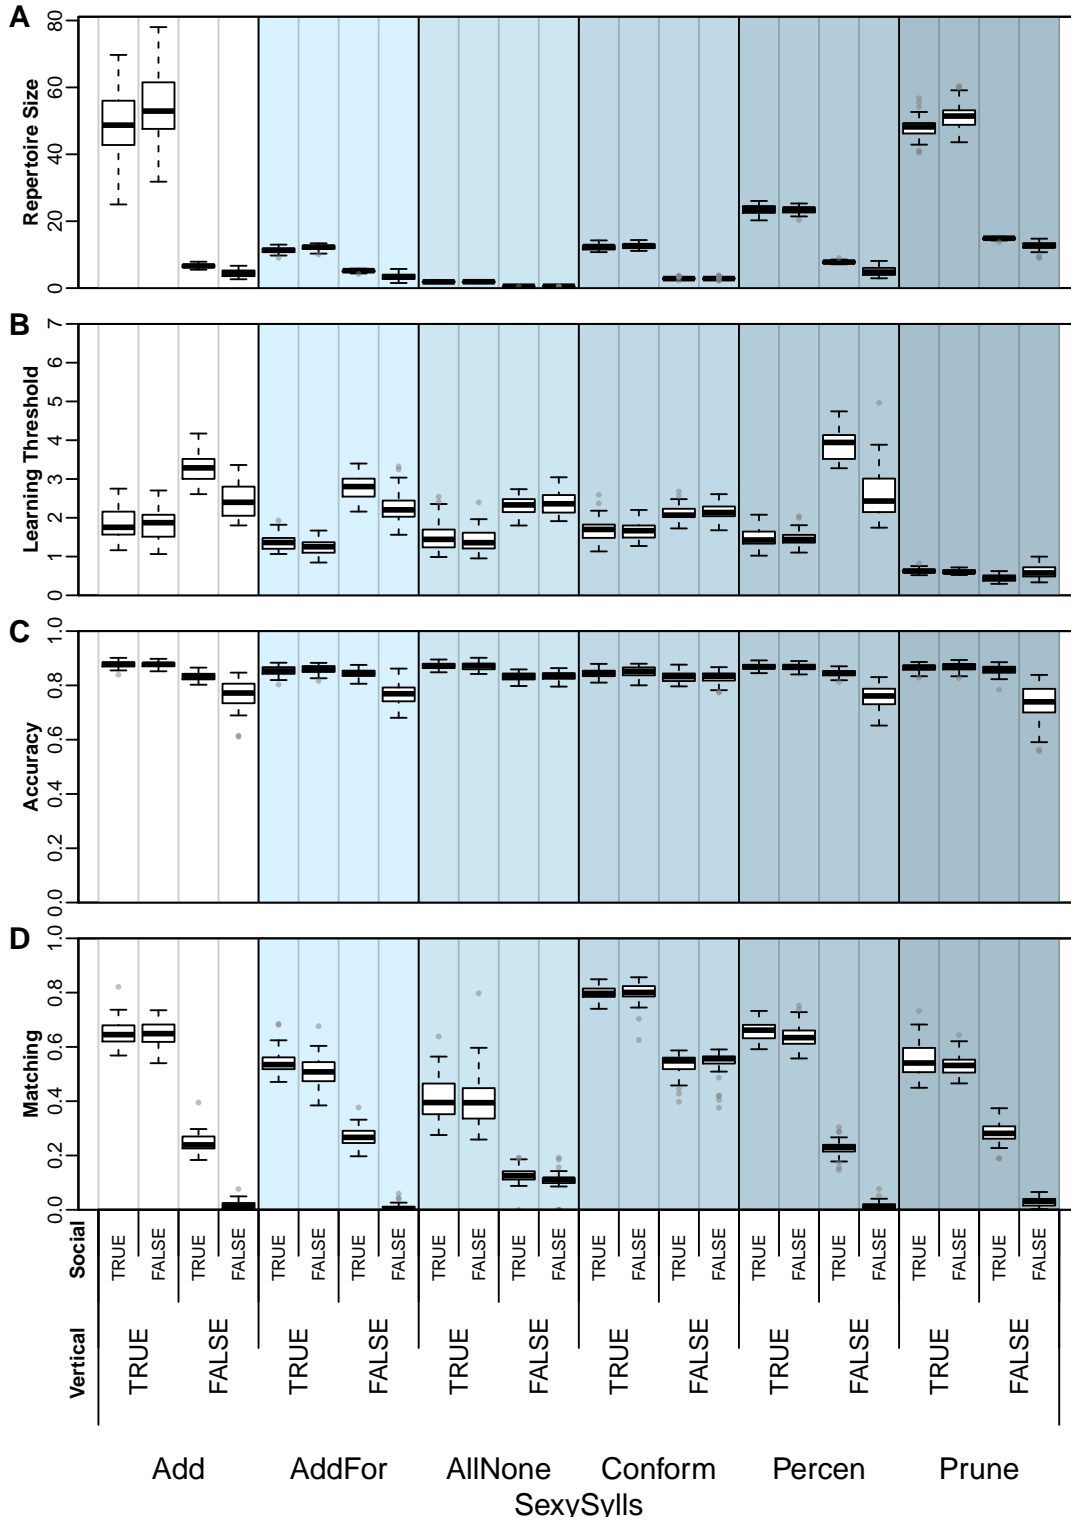 A
Repertoire Size
80
60
40
20
0
B
Learning Threshold
7
6
5
4
3
2
1
0
C
Accuracy
1.0
0.8
0.6
0.4
0.2
0.0
D
Matching
1.0
0.8
0.6
0.4
0.2
0.0
Social
TRUE FALSE TRUE FALSE TRUE FALSE TRUE FALSE TRUE FALSE TRUE FALSE TRUE FALSE TRUE FALSE TRUE FALSE TRUE FALSE TRUE FALSE TRUE FALSE
Vertical
TRUE FALSE TRUE FALSE TRUE FALSE TRUE FALSE TRUE FALSE TRUE FALSE
Add AddFor AllNone Conform Percen Prune
SexySylls